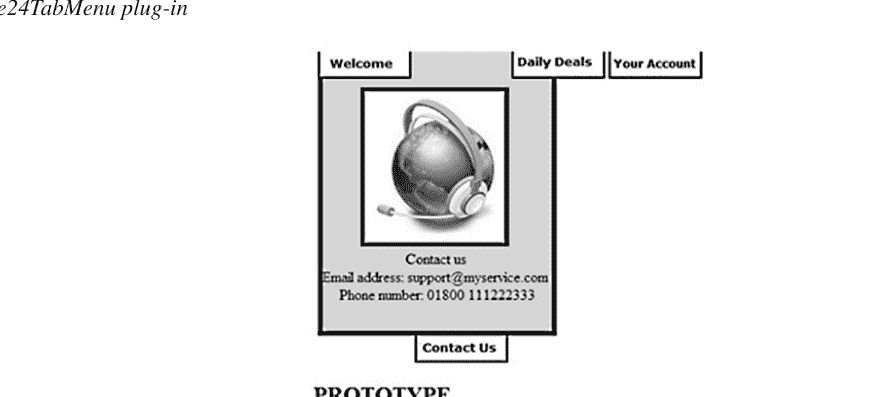 e24TabMenu plug-in
Welcome
Daily Deals
Your Account
Contact us
Email address: support@myservice.com
Phone number: 01800 111222333
Contact Us
PROTOTYPE